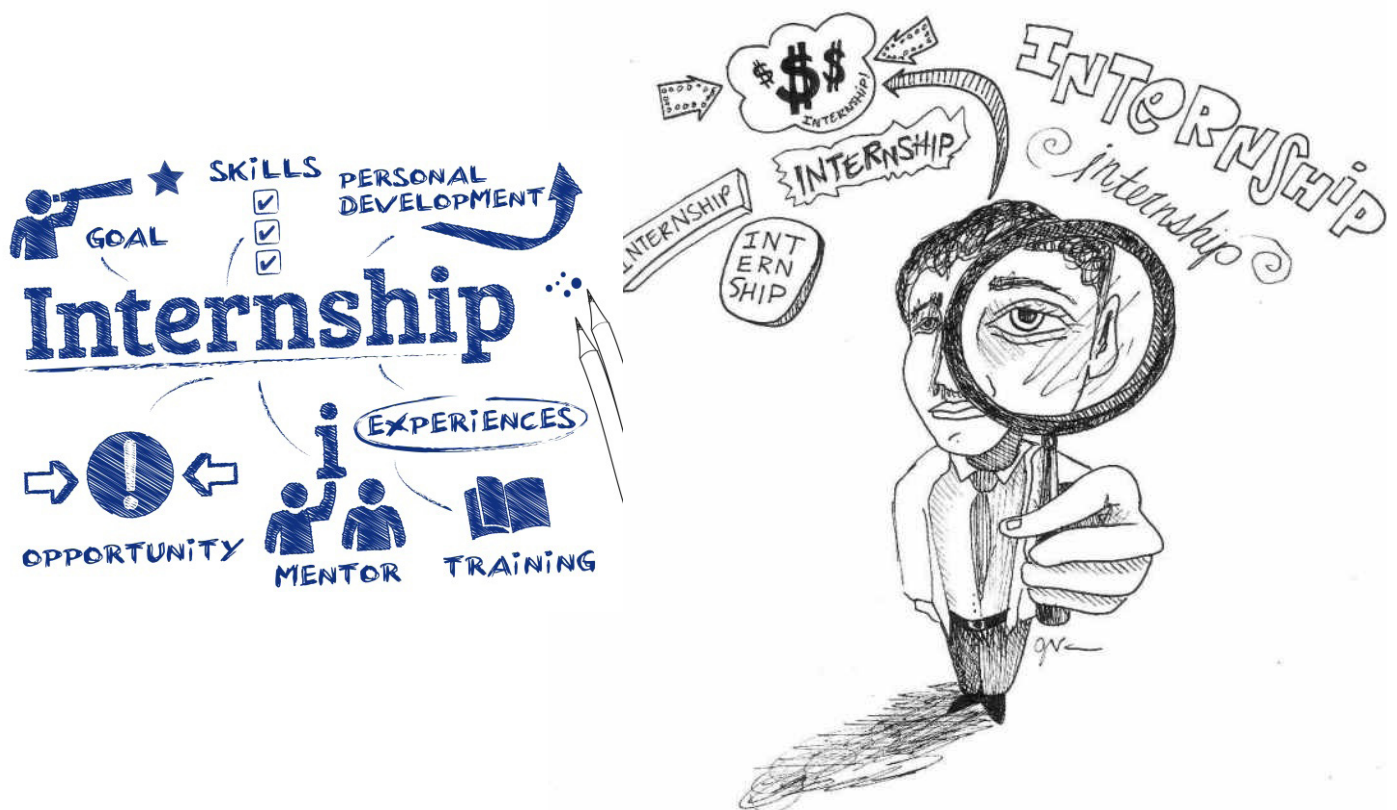 SKiLLS
PERSONAL
DEVELOPMENT
GOAL
Internship
EXPERiENCES
i
OPPORTUNiTY
MENTOR
TRAiNiNG
$ $ $
INTERNSHIP!
INTERNSHIP
INTERNSHIP
INT
ERN
SHIP
INTeRNSHiP
internship